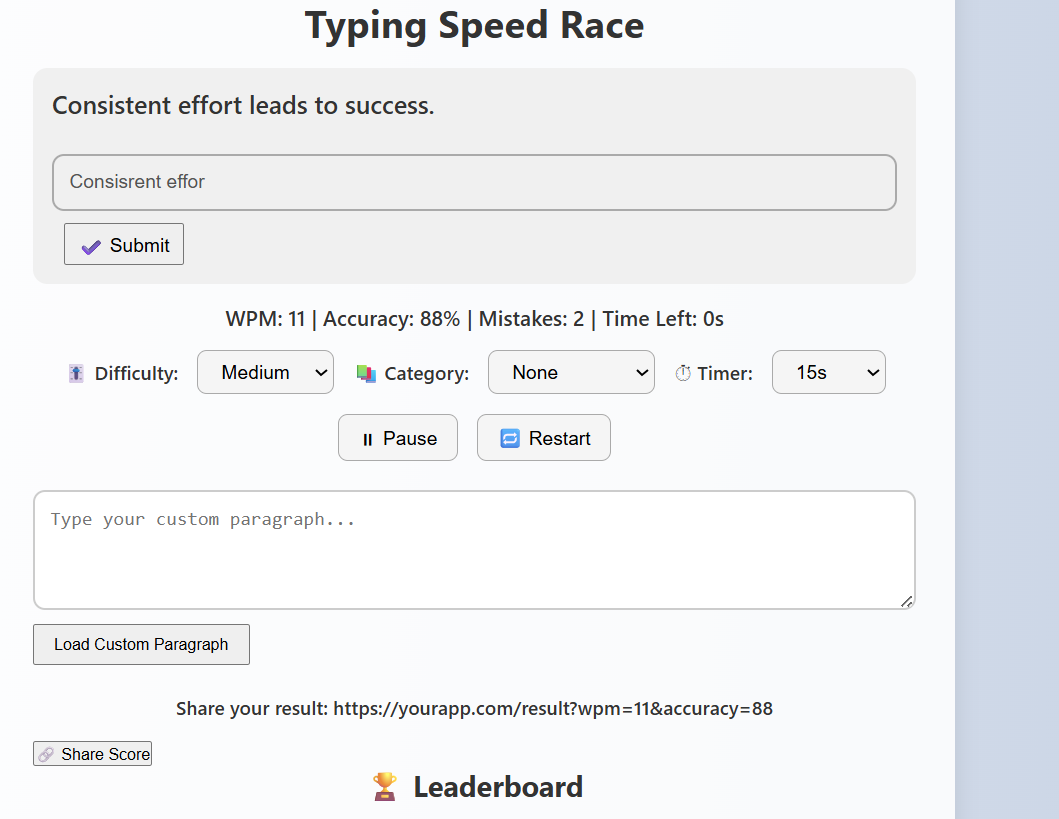 Typing Speed Race
Consistent effort leads to success.
Consisrent effor
Submit
WPM: 11 | Accuracy: 88% | Mistakes: 2 | Time Left: 0s
Difficulty: Medium Category: None Timer: 15s
Pause Restart
Type your custom paragraph...
Load Custom Paragraph
Share your result: https://yourapp.com/result?wpm=11&accuracy=88
Share Score
Leaderboard